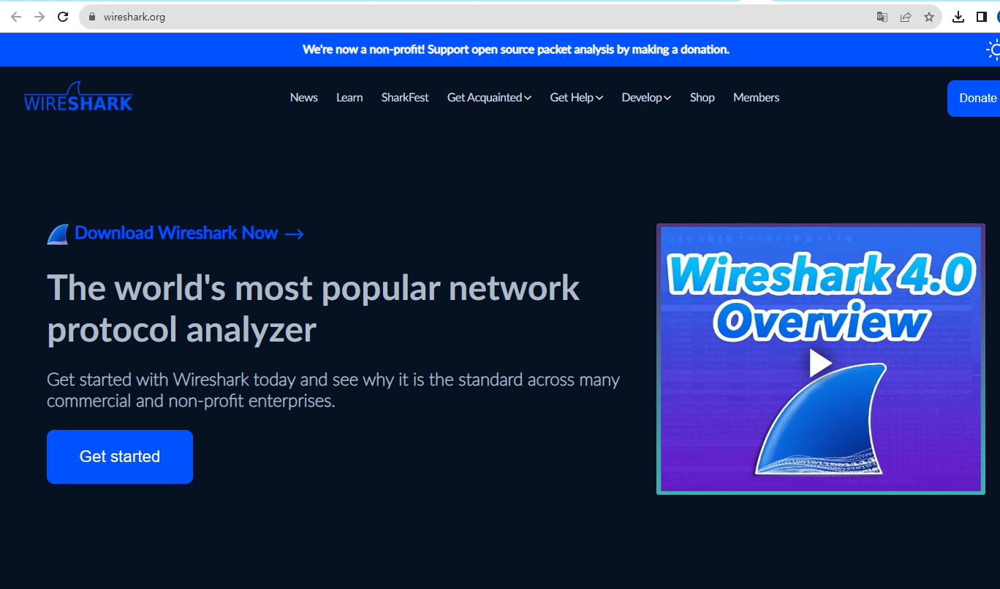 wireshark.org
We're now a non-profit! Support open source packet analysis by making a donation.
WIRESHARK
News Learn SharkFest Get Acquainted Get Help Develop Shop Members
Donate
Download Wireshark Now →
The world's most popular network
protocol analyzer
Get started with Wireshark today and see why it is the standard across many
commercial and non-profit enterprises.
Get started
Wireshark 4.0
Overview